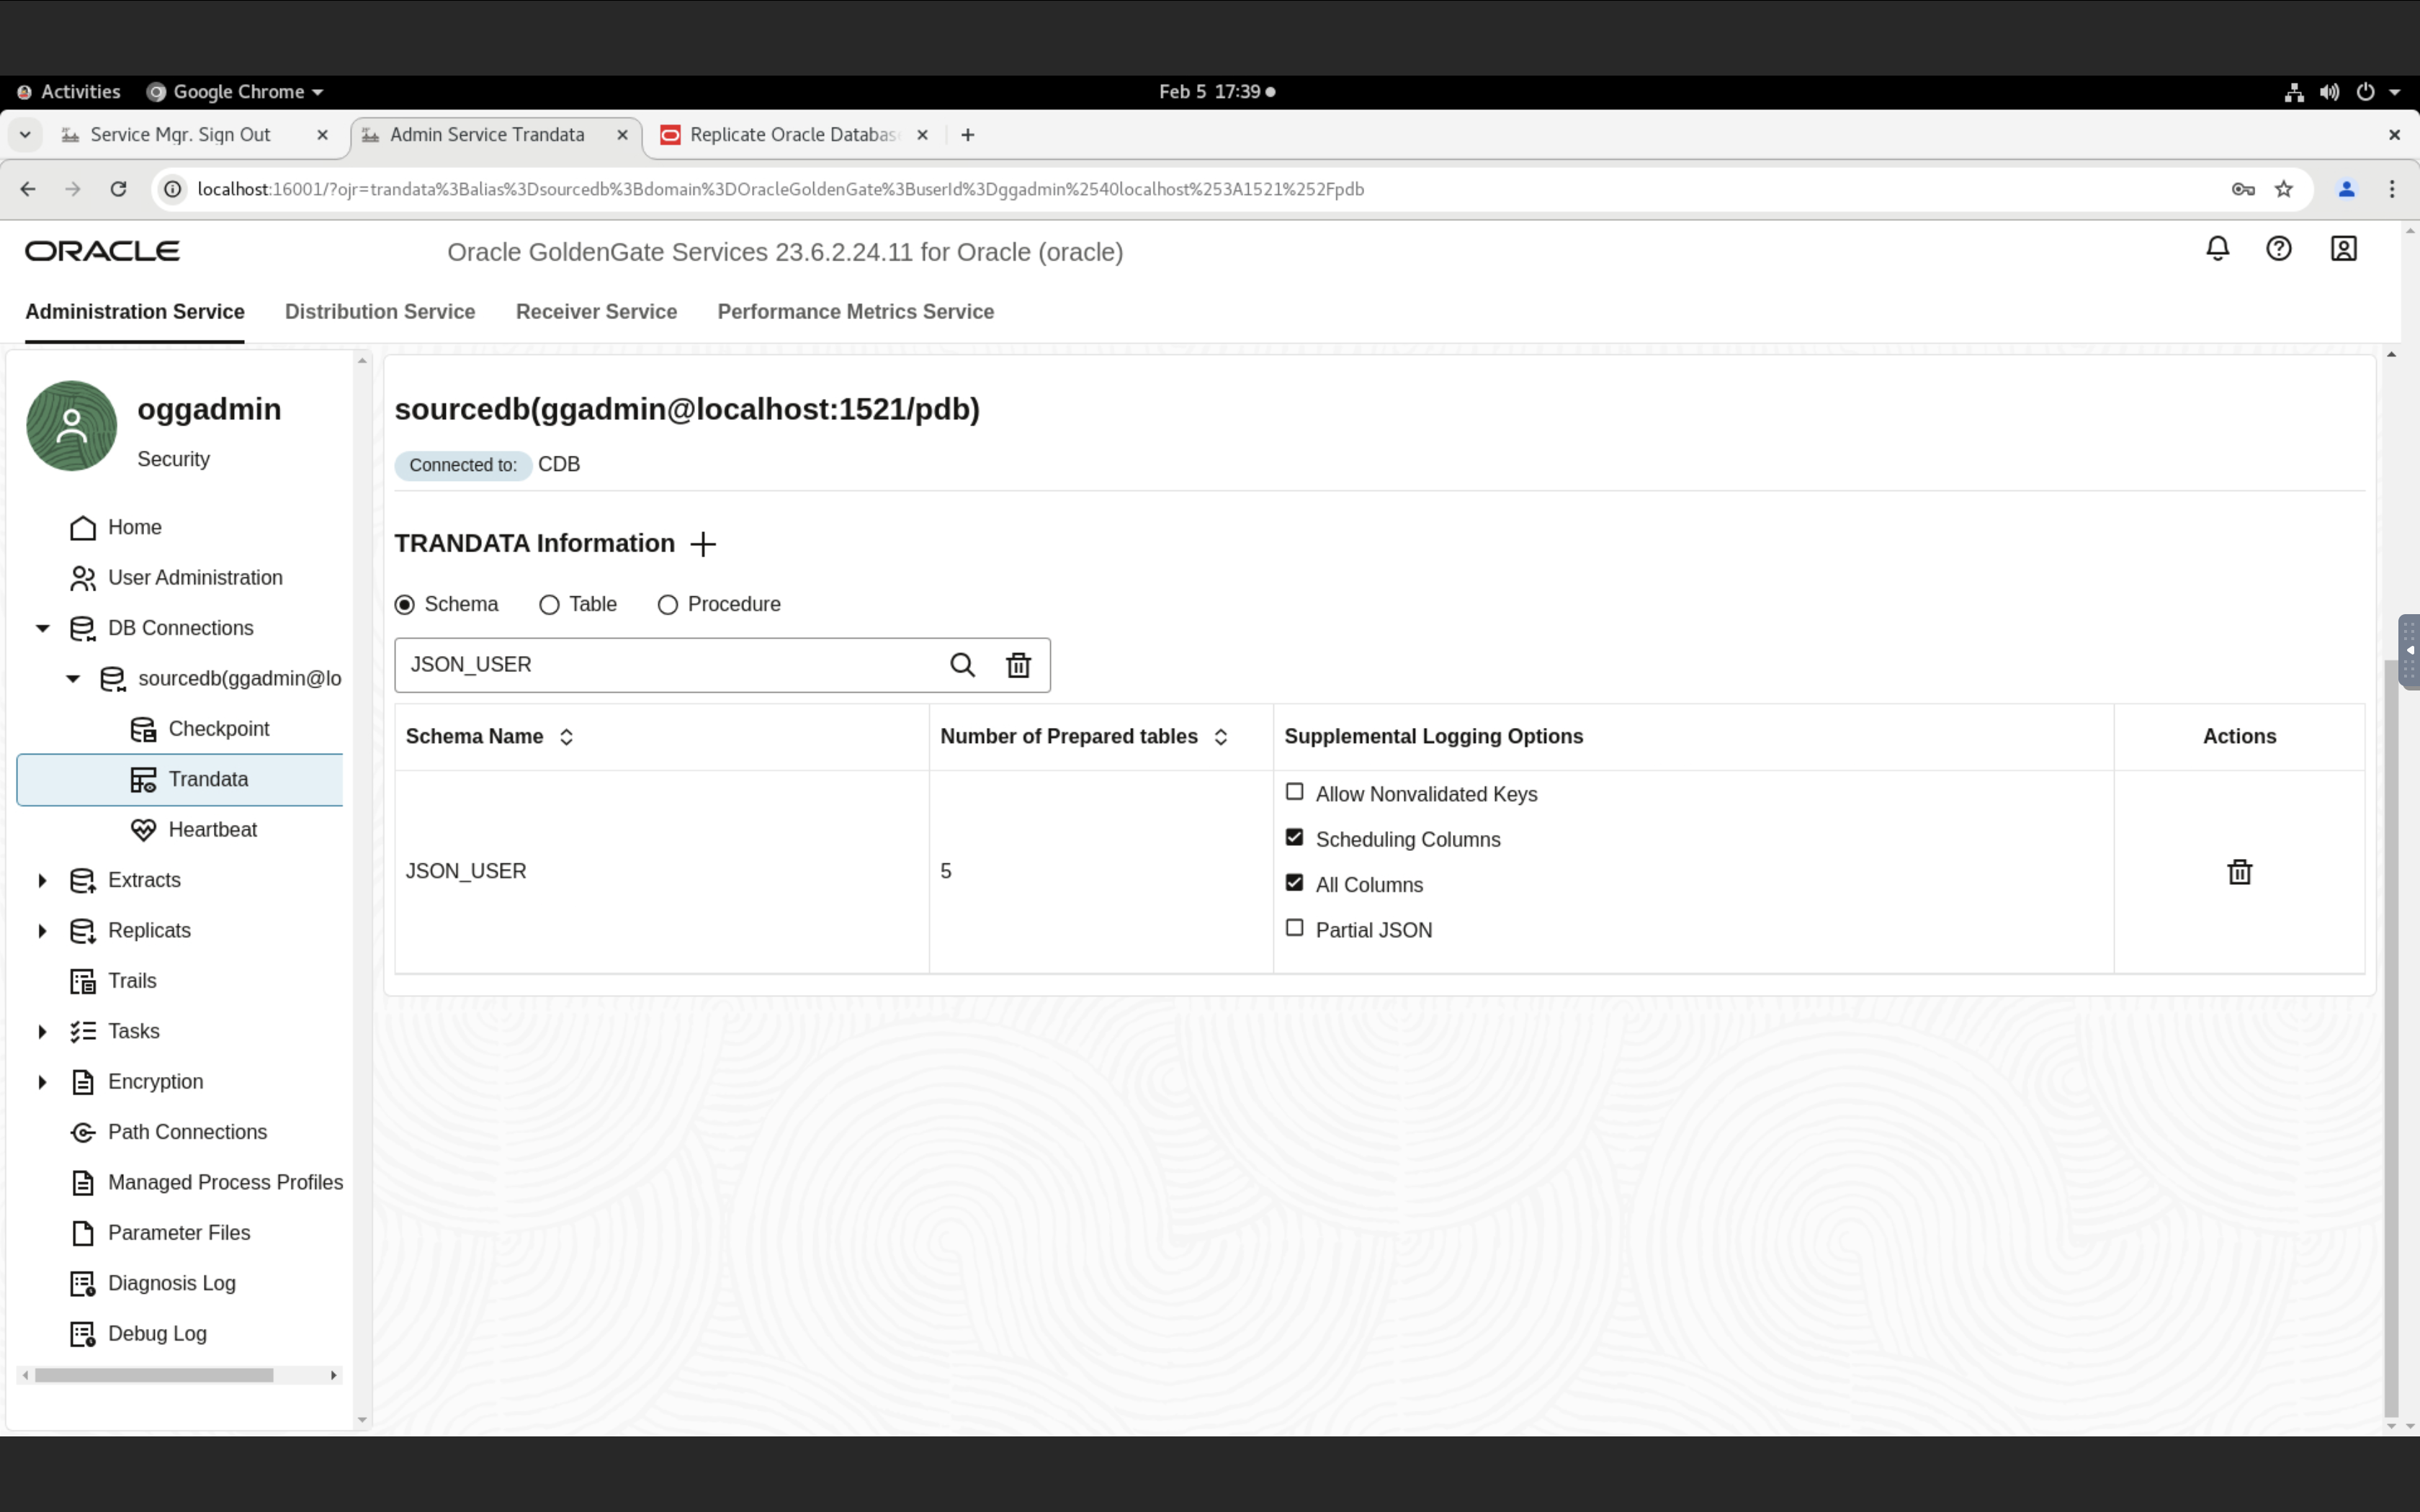 Activities Google Chrome Feb 5 17:39
Service Mgr. Sign Out Admin Service Trandata Replicate Oracle Databas
localhost:16001/?ojr=trandata%3Balias%3Dsourcedb%3Bdomain%3DOracleGoldenGate%3BuserId%3Dggadmin%2540localhost%253A1521%252Fpdb
ORACLE Oracle GoldenGate Services 23.6.2.24.11 for Oracle (oracle)
Administration Service Distribution Service Receiver Service Performance Metrics Service
oggadmin
Security
Home
User Administration
DB Connections
sourcedb(ggadmin@lo
Checkpoint
Trandata
Heartbeat
Extracts
Replicats
Trails
Tasks
Encryption
Path Connections
Managed Process Profiles
Parameter Files
Diagnosis Log
Debug Log
sourcedb(ggadmin@localhost:1521/pdb)
Connected to: CDB
TRANDATA Information
Schema Table Procedure
JSON_USER
Schema Name Number of Prepared tables Supplemental Logging Options Actions
JSON_USER 5
Allow Nonvalidated Keys
Scheduling Columns
All Columns
Partial JSON